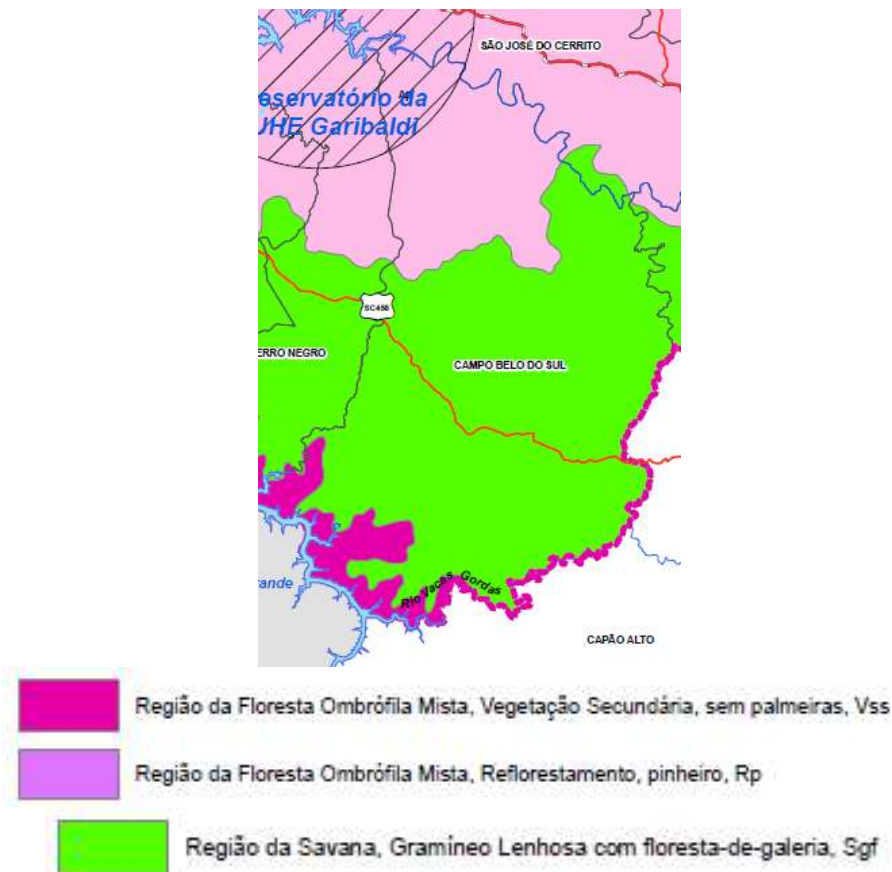 SÃO JOSÉ DO CERRITO
eservatório da
UHE Garibaldi
ERRO NEGRO
CAMPO BELO DO SUL
rande
Rio Vacas Gordas
CAPÃO ALTO
Região da Floresta Ombrófila Mista, Vegetação Secundária, sem palmeiras, Vss
Região da Floresta Ombrófila Mista, Reflorestamento, pinheiro, Rp
Região da Savana, Gramíneo Lenhosa com floresta-de-galeria, Sgf